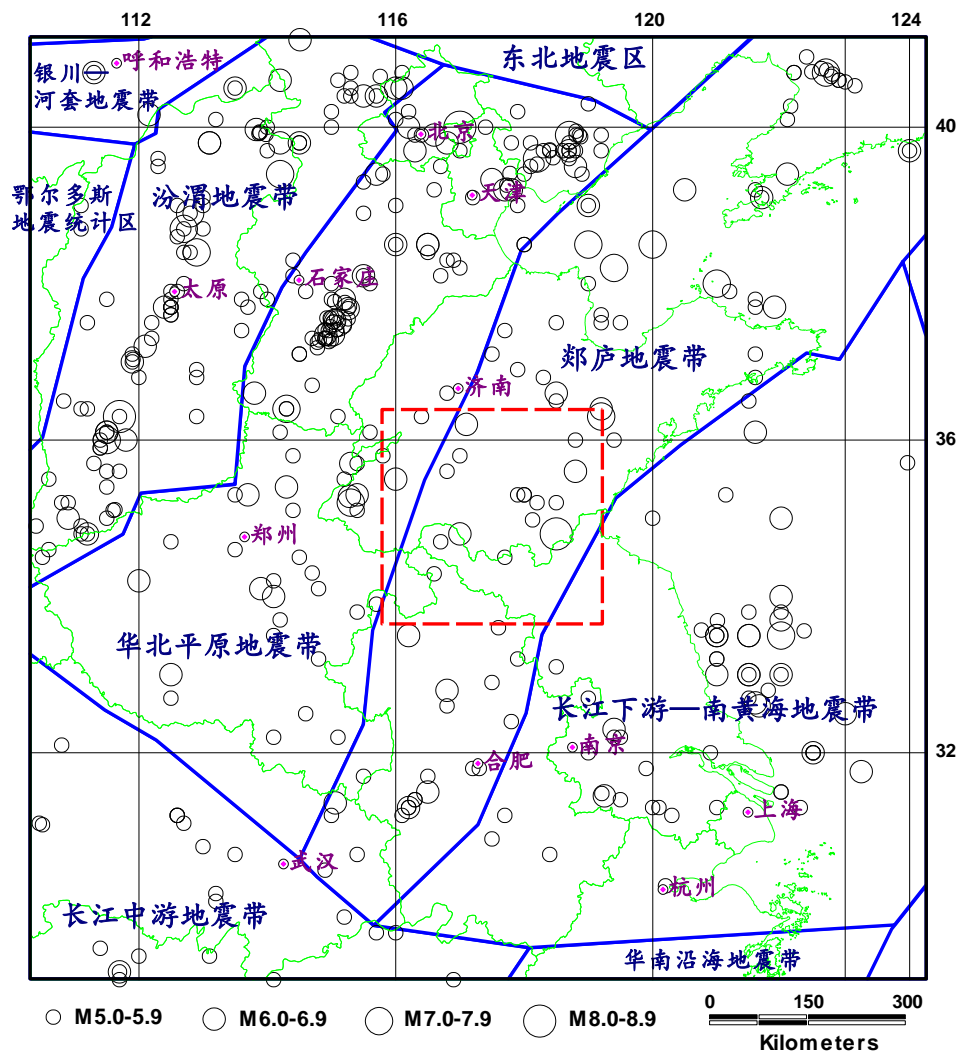 112 116 120 124
呼和浩特
东北地震区
银川—
河套地震带
北京
40
鄂尔多斯
地震统计区
汾渭地震带
天津
太原
石家庄
郯庐地震带
济南
36
郑州
华北平原地震带
长江下游—南黄海地震带
南京
32
合肥
上海
武汉
杭州
长江中游地震带
华南沿海地震带
M5.0-5.9 M6.0-6.9 M7.0-7.9 M8.0-8.9
0 150 300
Kilometers